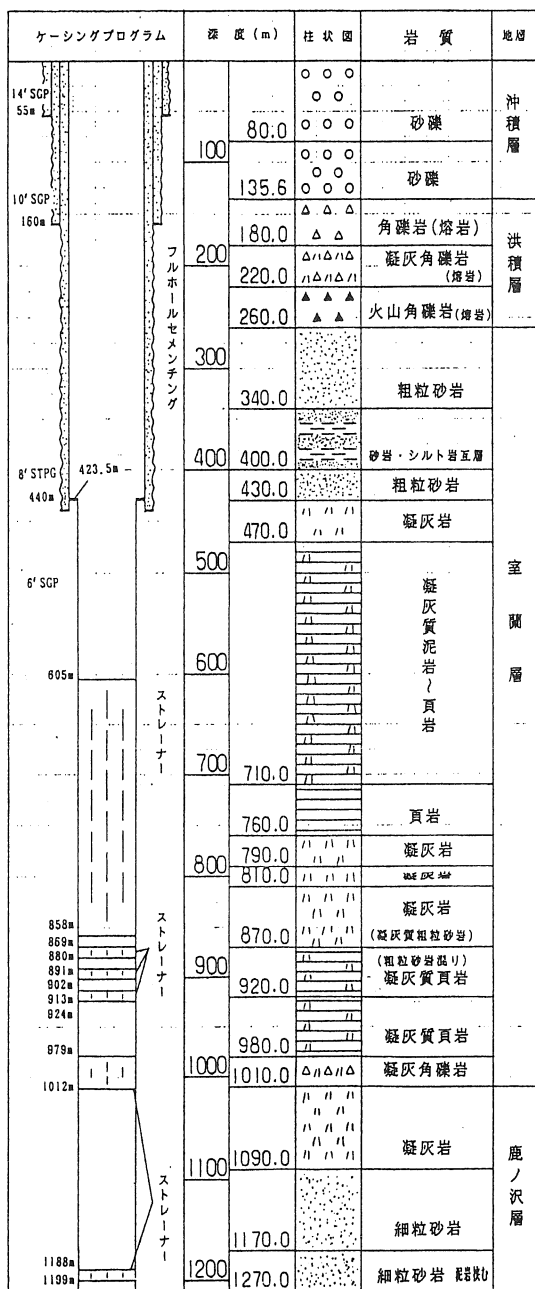 ケーシングプログラム 深度(m) 柱状図 岩質 地層
14' SGP
55m
10' SGP
160m
フルホールセメンチング
8' STPG
440m
423.5m
6' SGP
605m
ストレーナー
858m
869m
880m
891m
902m
913m
924m
ストレーナー
979m
1012m
ストレーナー
1188m
1199m
100
200
300
400
500
600
700
800
900
1000
1100
1200
80.0 砂礫
135.6 砂礫
180.0 角礫岩(熔岩)
220.0 凝灰角礫岩
(熔岩)
260.0 火山角礫岩(熔岩)
340.0 粗粒砂岩
400.0 砂岩・シルト岩互層
430.0 粗粒砂岩
470.0 凝灰岩
710.0 凝灰質泥岩~頁岩
760.0 頁岩
790.0 凝灰岩
810.0 凝灰岩
870.0 凝灰岩
(凝灰質粗粒砂岩)
(粗粒砂岩混り)
920.0 凝灰質頁岩
980.0 凝灰質頁岩
1010.0 凝灰角礫岩
1090.0 凝灰岩
1170.0 細粒砂岩
1270.0 細粒砂岩 泥岩挟む
沖積層
洪積層
室蘭層
鹿ノ沢層